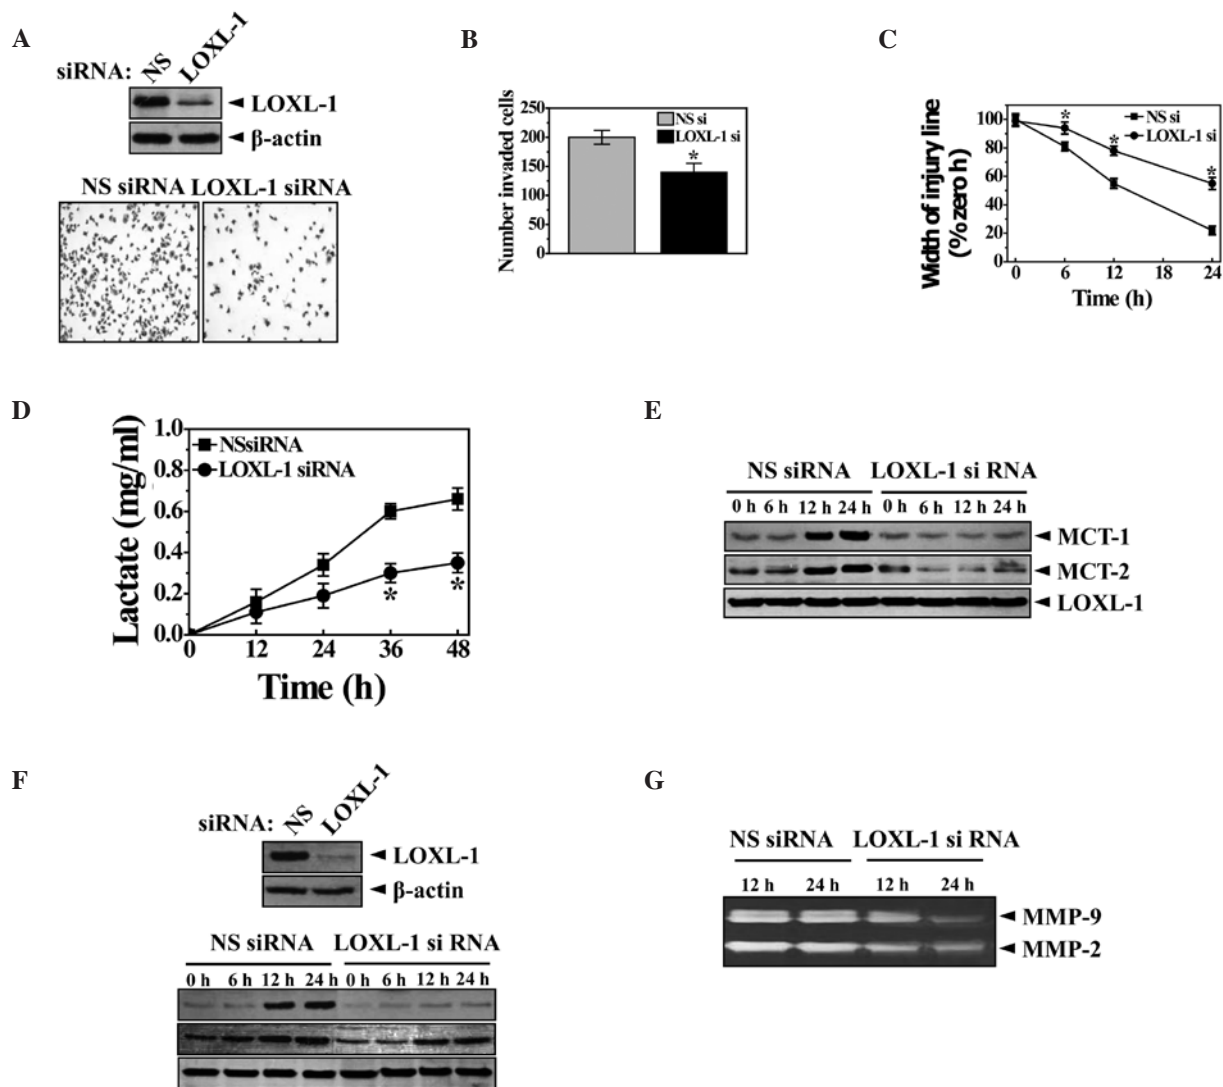 A
siRNA: NS LOXL-1
LOXL-1
β-actin
NS siRNA LOXL-1 siRNA
B
Number invaded cells
250
200
150
100
50
0
NS si
LOXL-1 si
*
C
Width of injury line
(% zero h)
100
80
60
40
20
0
NS si
LOXL-1 si
* * *
0 6 12 18 24
Time (h)
D
Lactate (mg/ml)
1.0
0.8
0.6
0.4
0.2
0.0
NSsiRNA
LOXL-1 siRNA
* *
0 12 24 36 48
Time (h)
E
NS siRNA LOXL-1 si RNA
0 h 6 h 12 h 24 h 0 h 6 h 12 h 24 h
MCT-1
MCT-2
LOXL-1
F
siRNA: NS LOXL-1
LOXL-1
β-actin
NS siRNA LOXL-1 si RNA
0 h 6 h 12 h 24 h 0 h 6 h 12 h 24 h
G
NS siRNA LOXL-1 si RNA
12 h 24 h 12 h 24 h
MMP-9
MMP-2